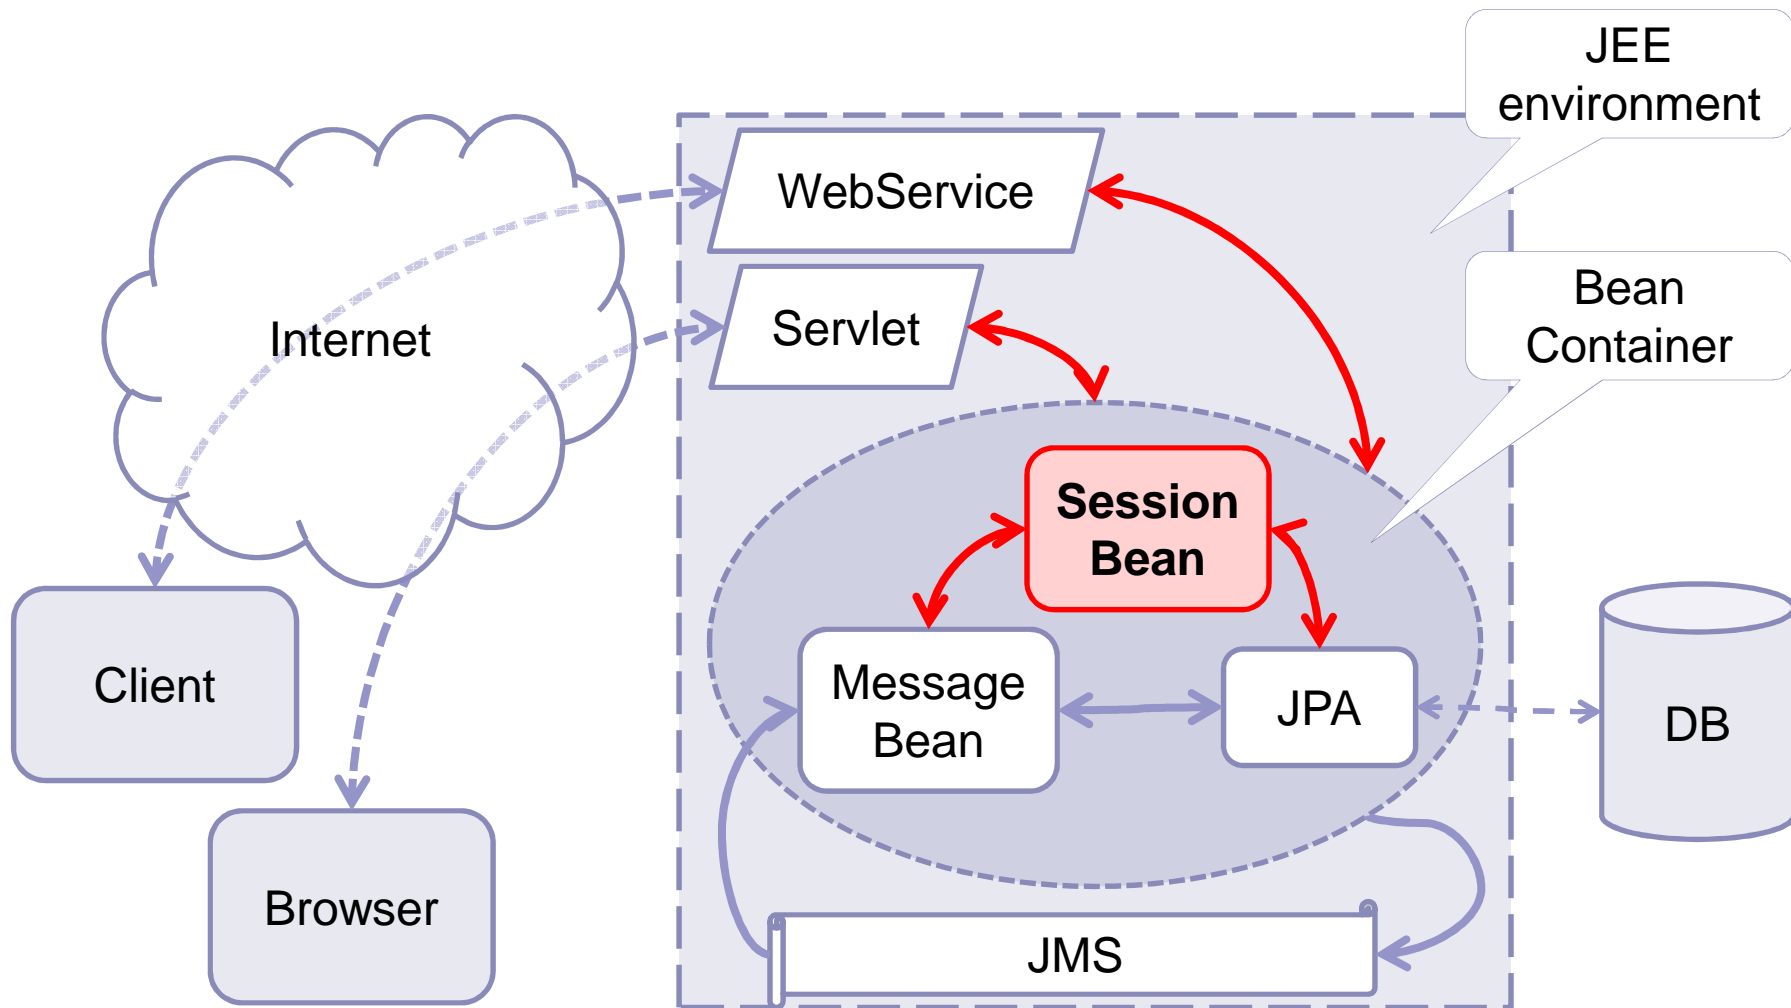 JEE
environment
WebService
Bean
Container
Servlet
Internet
Session
Bean
Client
Message
Bean
JPA
DB
Browser
JMS